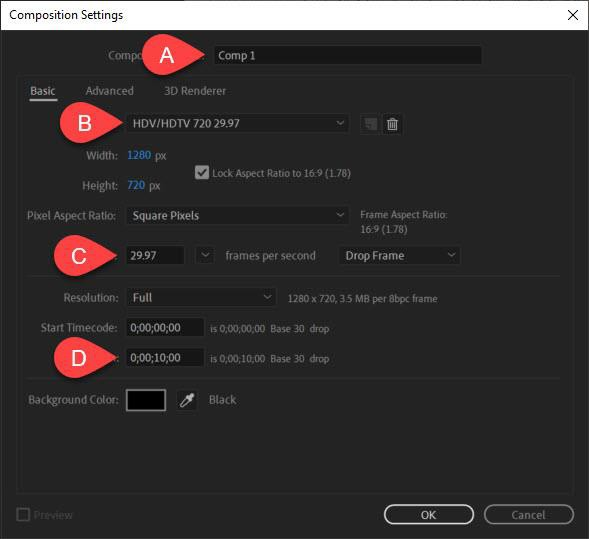 Composition Settings
A
Comp 1
Basic Advanced 3D Renderer
B HDV/HDTV 720 29.97
Width: 1280 px
Lock Aspect Ratio to 16:9 (1.78)
Height: 720 px
Pixel Aspect Ratio: Square Pixels Frame Aspect Ratio:
16:9 (1.78)
C 29.97 frames per second Drop Frame
Resolution: Full 1280 x 720, 3.5 MB per 8bpc frame
Start Timecode: 0;00;00;00 is 0;00;00;00 Base 30 drop
D 0;00;10;00 is 0;00;10;00 Base 30 drop
Background Color: Black
Preview OK Cancel